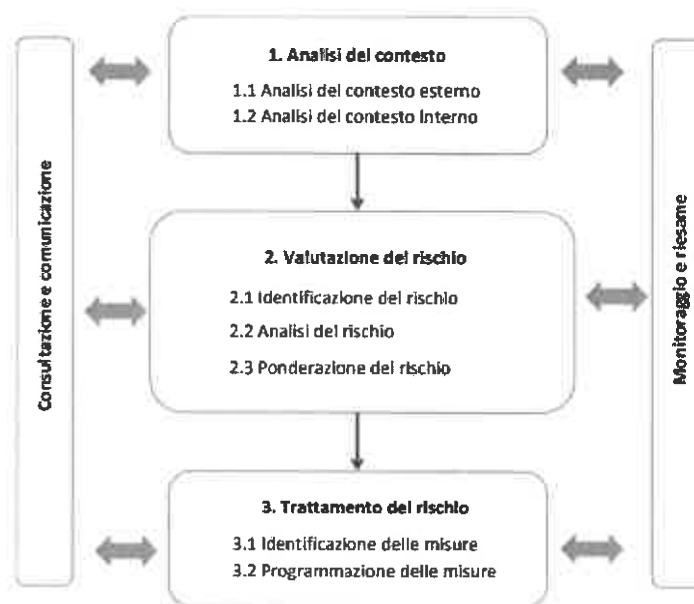 Consultazione e comunicazione
1. Analisi del contesto
1.1 Analisi del contesto esterno
1.2 Analisi del contesto Interno
2. Valutazione del rischio
2.1 Identificazione del rischio
2.2 Analisi del rischio
2.3 Ponderazione del rischio
3. Trattamento del rischio
3.1 Identificazione delle misure
3.2 Programmazione delle misure
Monitoraggio e riesame